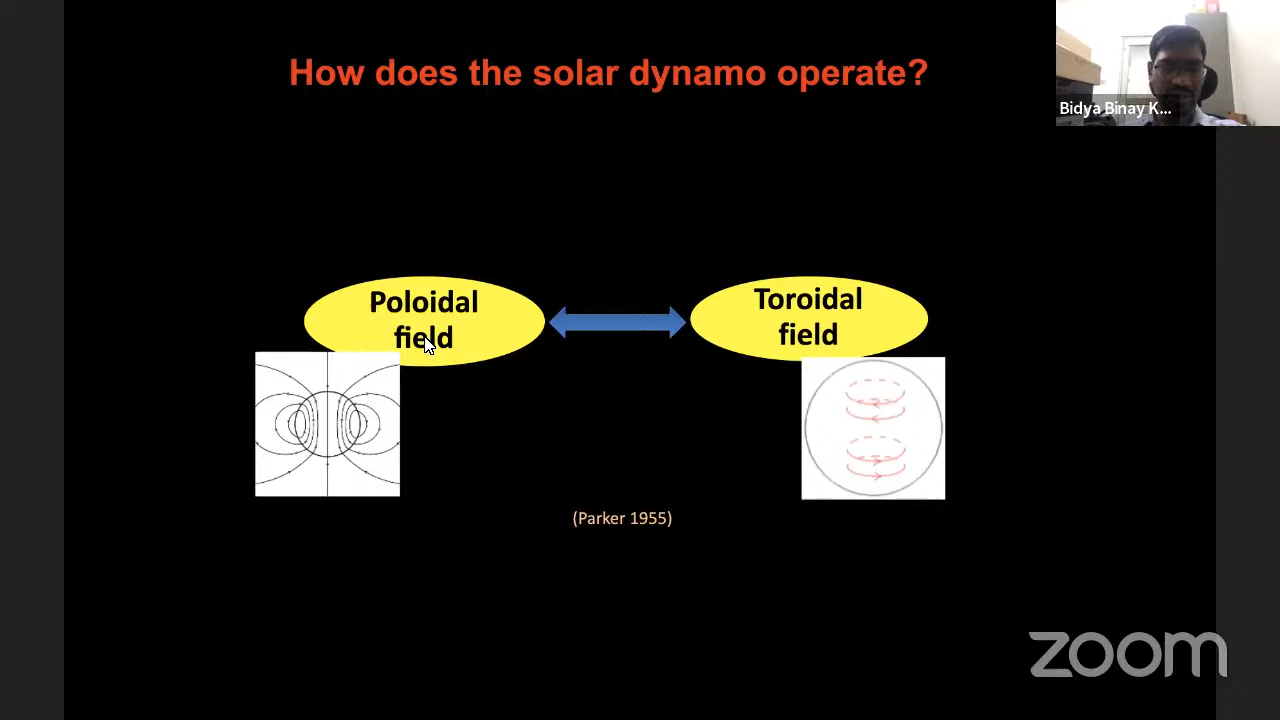 How does the solar dynamo operate?
Bidya Binay K...
Poloidal
field
Toroidal
field
(Parker 1955)
zoom